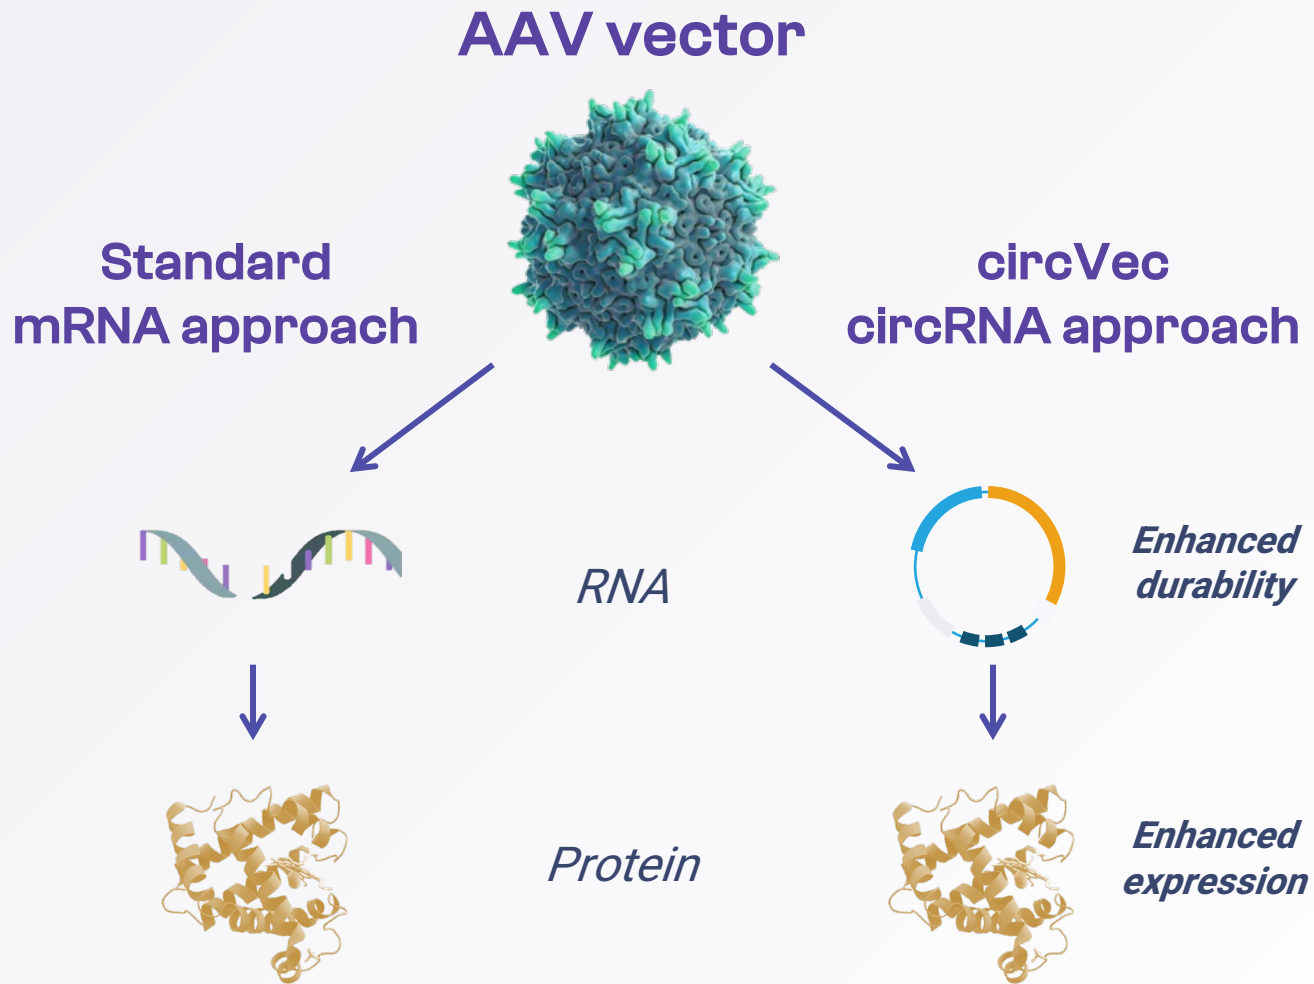 AAV vector
Standard
mRNA approach
circVec
circRNA approach
RNA
Enhanced
durability
Protein
Enhanced
expression